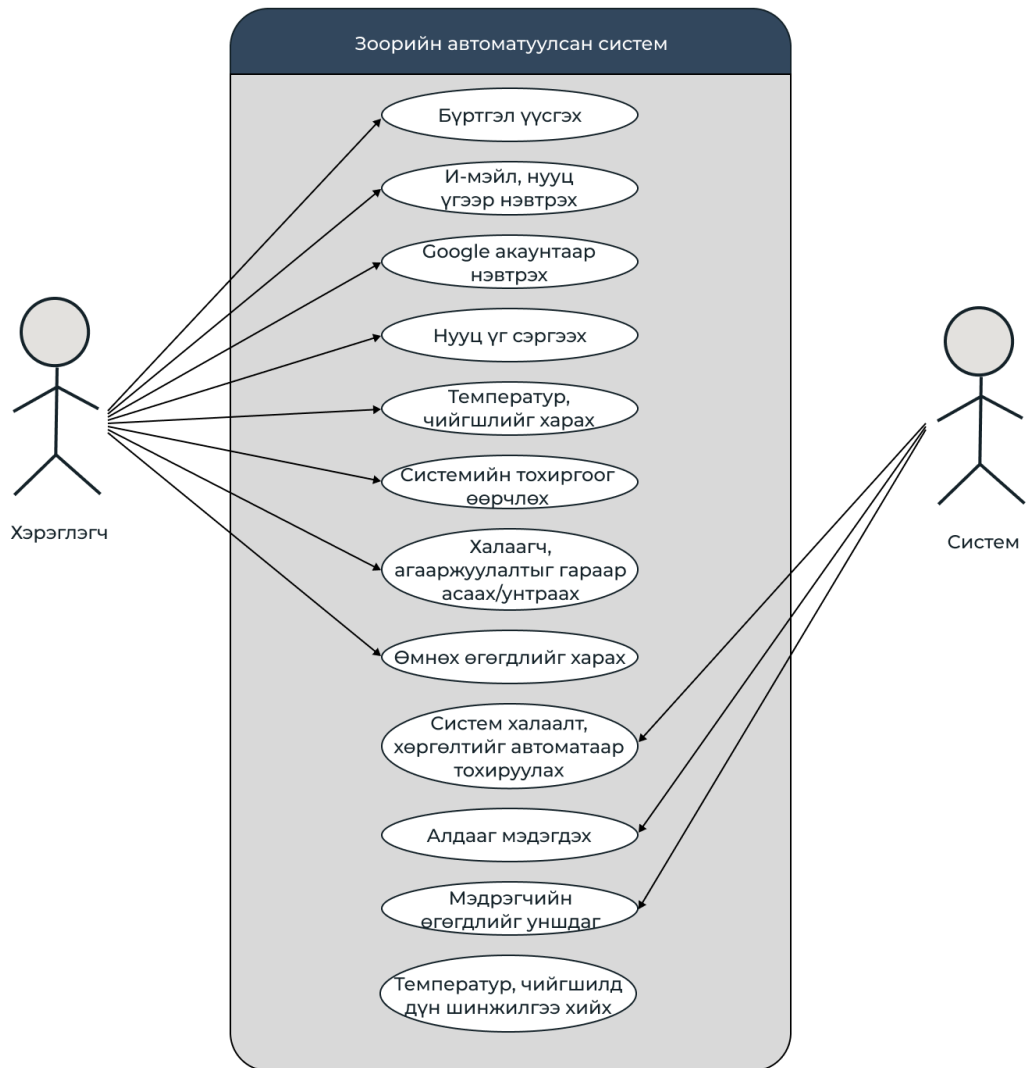 Зоорийн автоматуулсан систем
Бүртгэл үүсгэх
И-мэйл, нууц
үгээр нэвтрэх
Google акаунтаар
нэвтрэх
Нууц үг сэргээх
Температур,
чийгшлийг харах
Системийн тохиргоог
өөрчлөх
Халаагч,
агааржуулалтыг гараар
асаах/унтраах
Өмнөх өгөгдлийг харах
Систем халаалт,
хөргөлтийг автоматаар
тохируулах
Алдааг мэдэгдэх
Мэдрэгчийн
өгөгдлийг уншдаг
Температур, чийгшилд
дүн шинжилгээ хийх
Хэрэглэгч
Систем